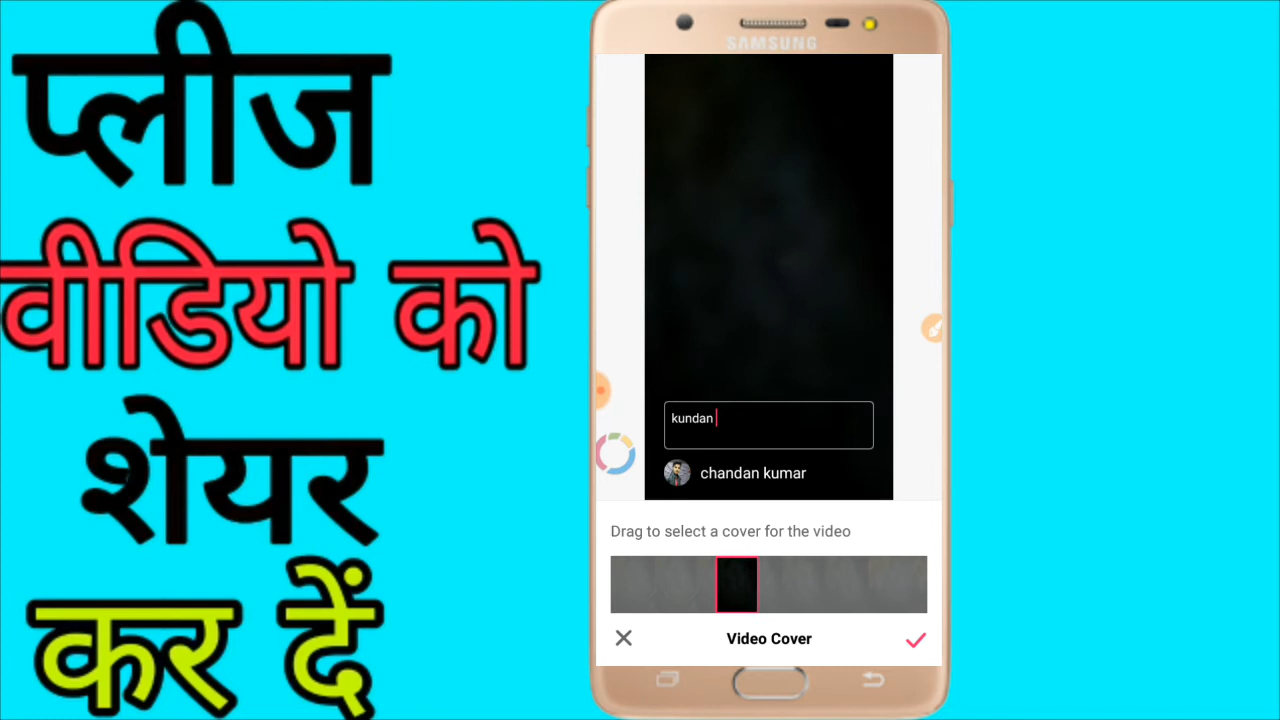 प्लीज
वीडियो को
शेयर
कर दें
SAMSUNG
kundan
chandan kumar
Drag to select a cover for the video
Video Cover